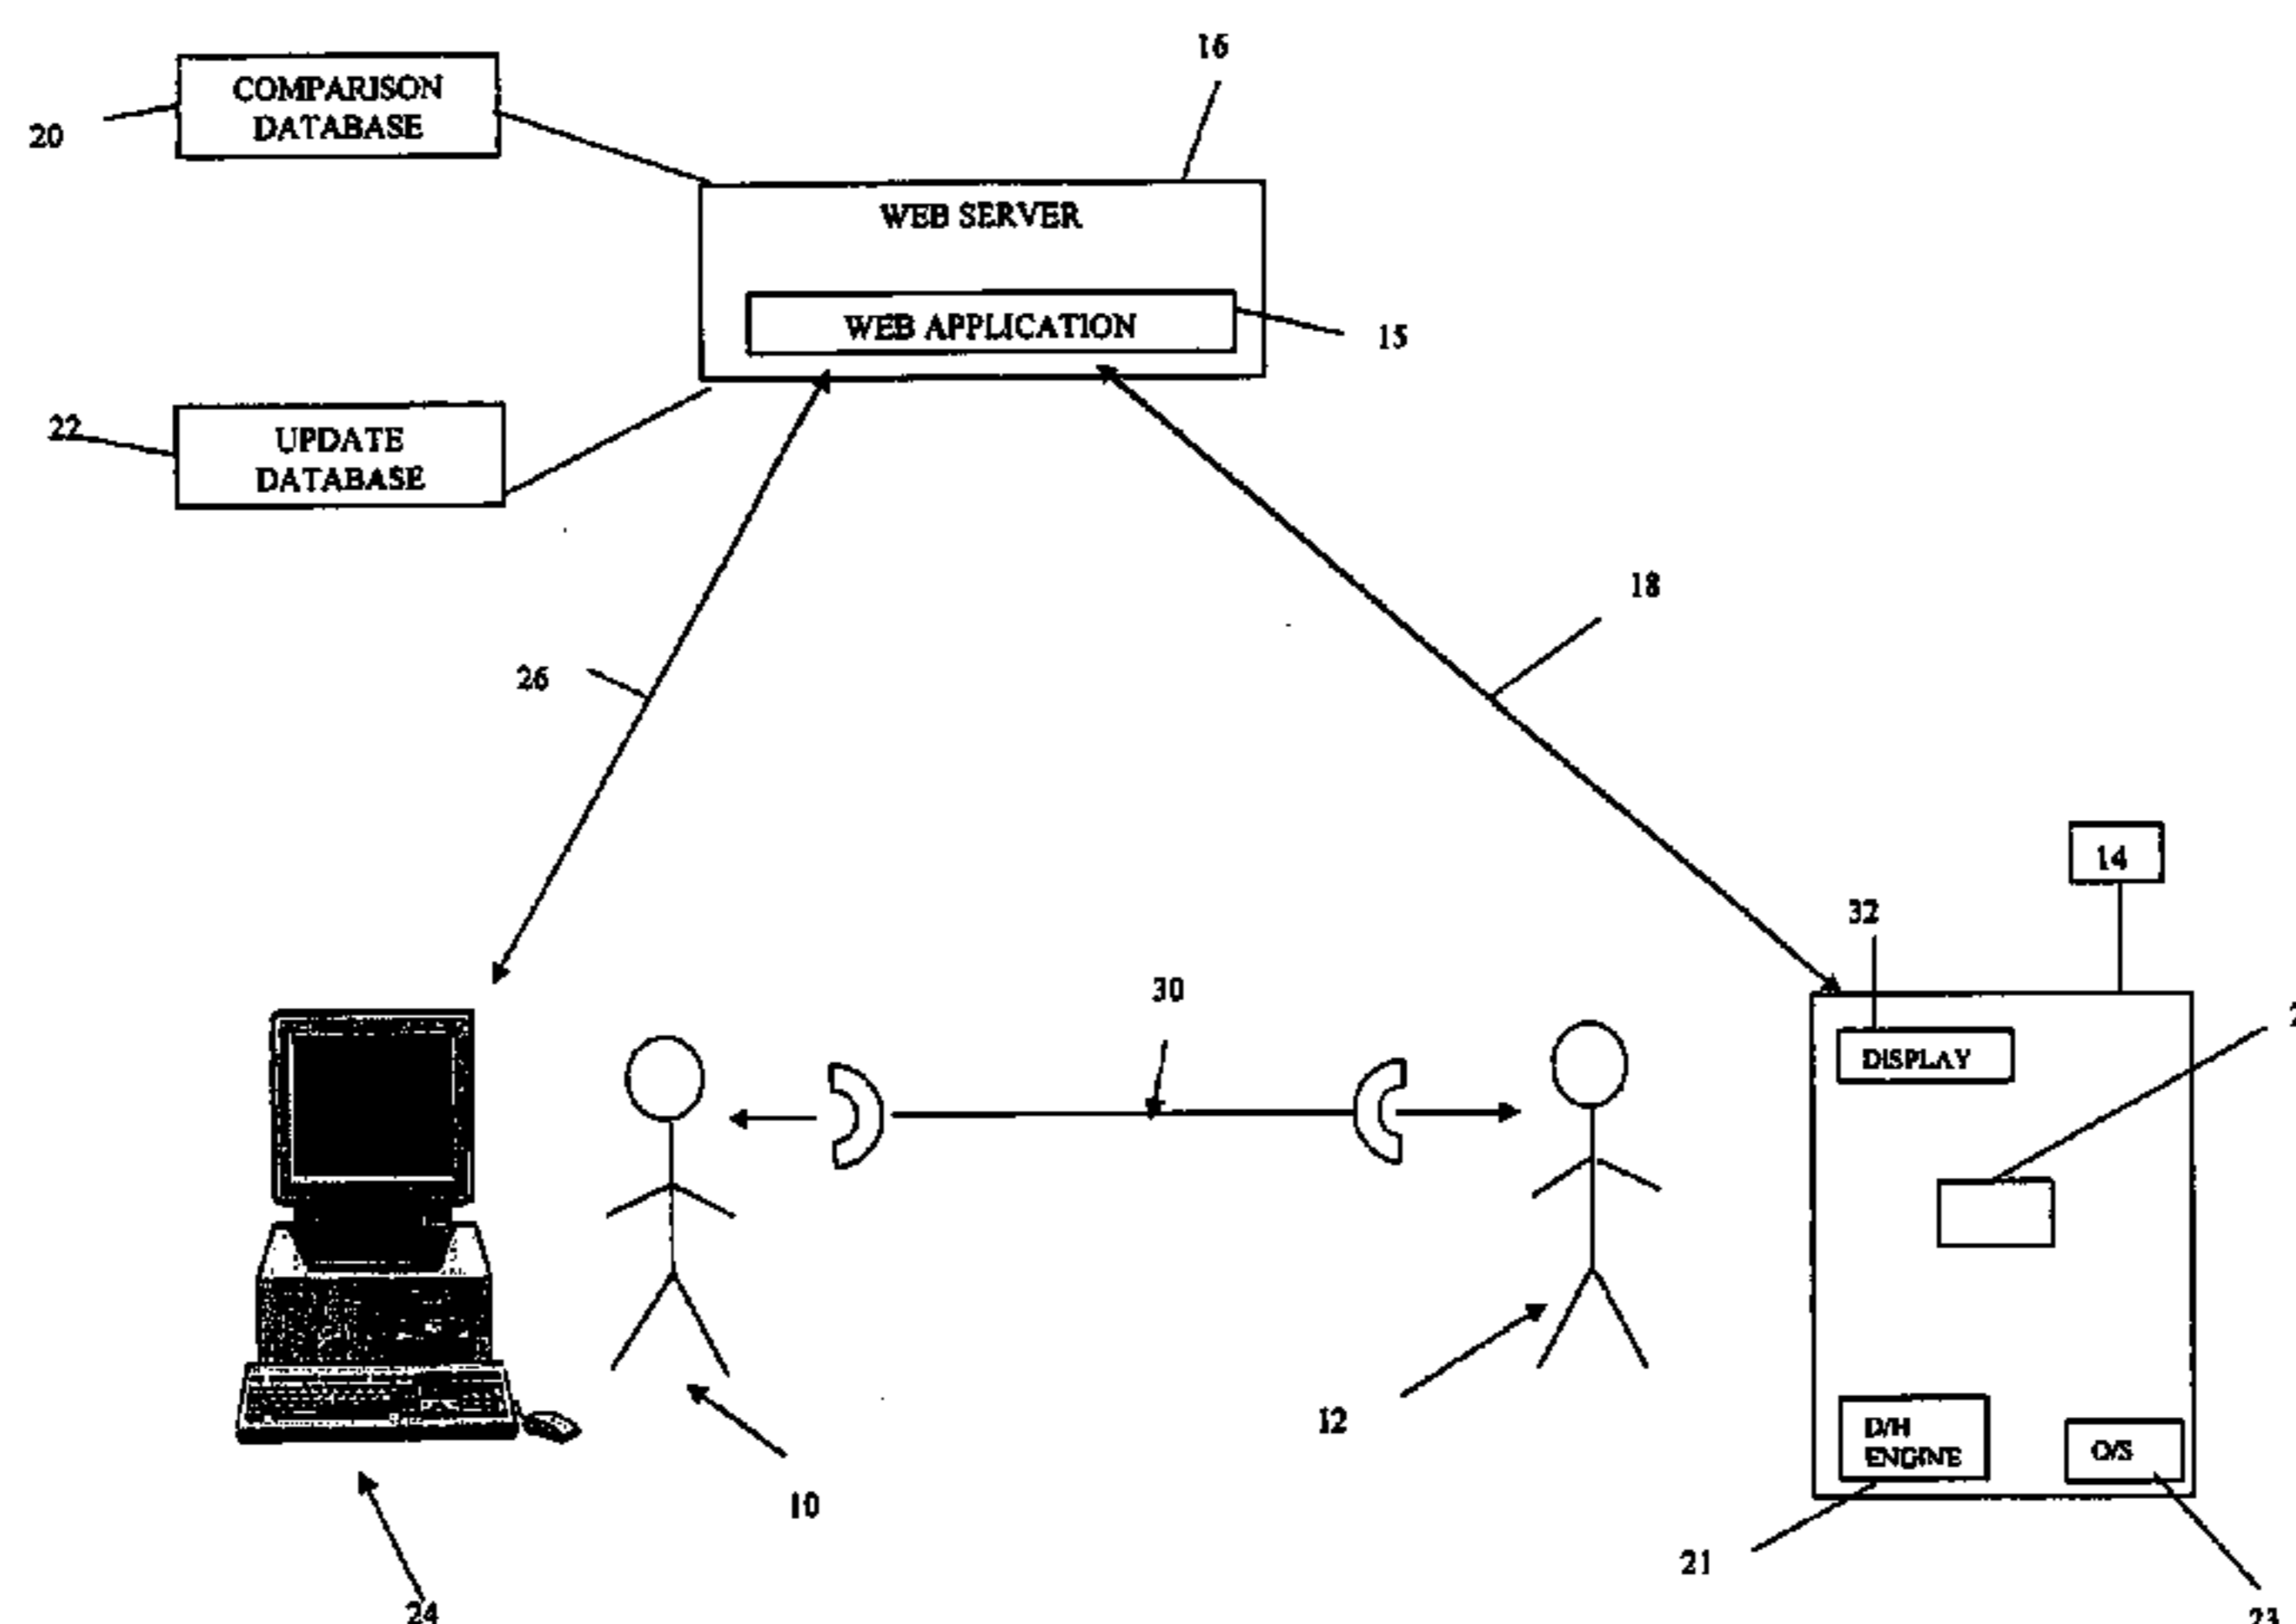 16
COMPARISON
DATABASE
20
WEB SERVER
WEB APPLICATION
15
22
UPDATE
DATABASE
18
26
14
32
30
DISPLAY
12
D/H
ENGINE
O/S
10
21
24
23